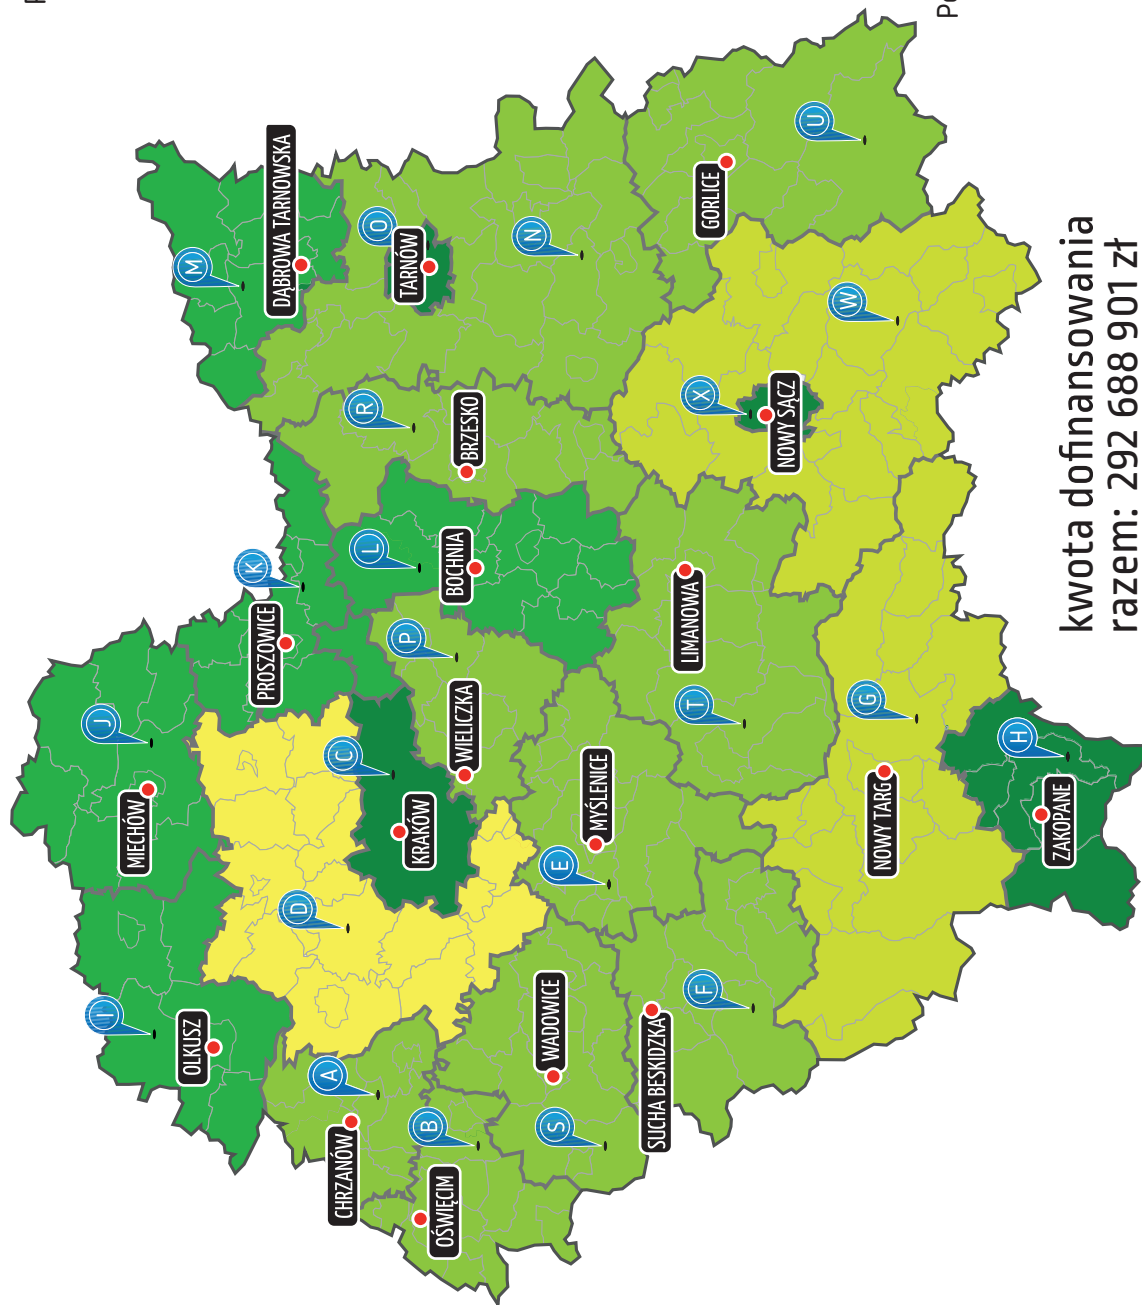 I
J
MIECHÓW
OLKUSZ
M
K
PROSZOWICE
DĄBROWA TARNOWSKA
D
A
CHRZANÓW
C
R
L
O
P
TARNÓW
KRAKÓW
B
OŚWIĘCIM
BOCHNIA
WIELICZKA
BRZESKO
N
S
WADOWICE
E
MYŚLENICE
SUCHA BESKIDZKA
LIMANOWA
T
X
F
GORLICE
NOWY SĄCZ
U
W
G
NOWY TARG
H
ZAKOPANE
kwota dofinansowania
razem: 292 688 901 zł